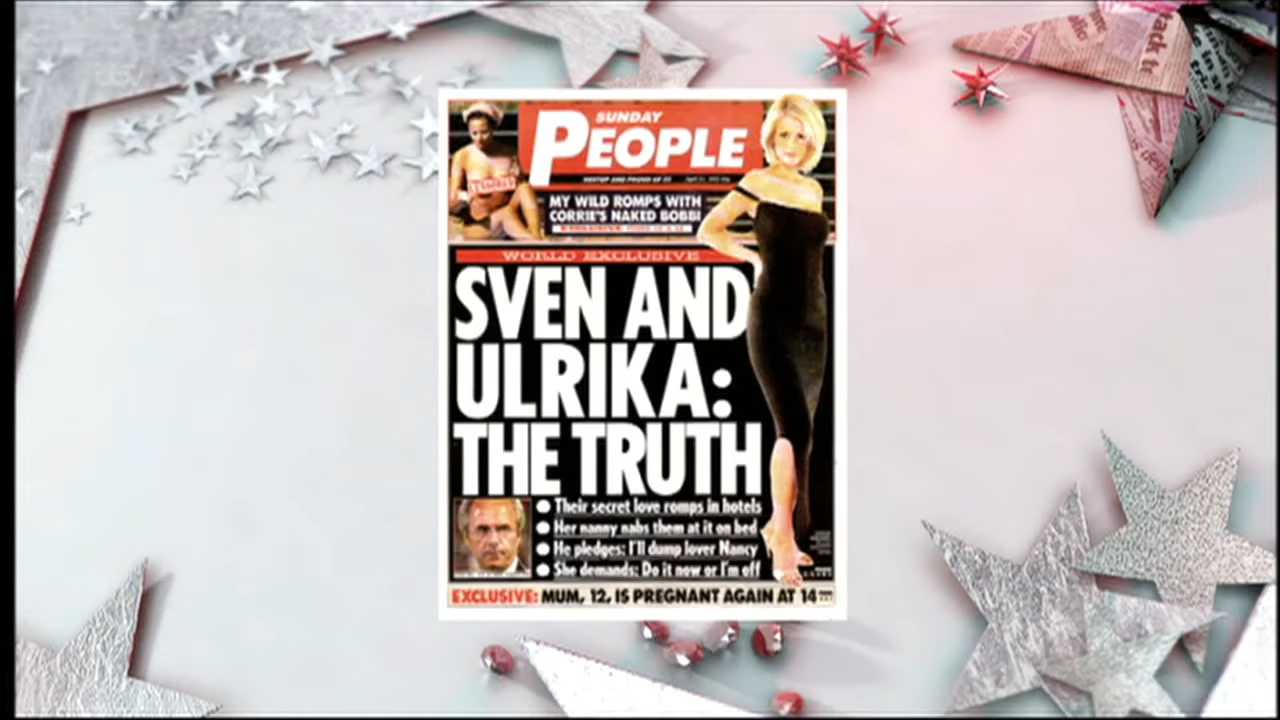 SUNDAY
PEOPLE
MY WILD ROMPS WITH
CORRIE'S NAKED BOBBI
WORLD EXCLUSIVE
SVEN AND
ULRIKA:
THE TRUTH
Their secret love romps in hotels
Her nanny nabs them at it on bed
He pledges: I'll dump lover Nancy
She demands: Do it now or I'm off
EXCLUSIVE: MUM, 12, IS PREGNANT AGAIN AT 14